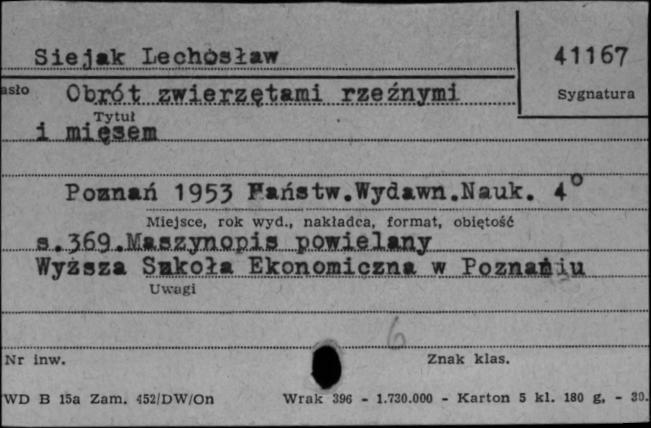 Siejak Lechosław
41167
asło Obrót zwierzętami rzeźnymi
Sygnatura
Tytuł
i mięsem
Poznań 1953 Państw.Wydawn.Nauk. 4°
Miejsce, rok wyd., nakładca, format, objętość
s.369.Maszynopis powielany
Wyższa Szkoła Ekonomiczna w Poznaniu
Uwagi
6
Nr inw.
Znak klas.
WD B 15a Zam. 452/DW/On Wrak 396 - 1.730.000 - Karton 5 kl. 180 g, - 30.